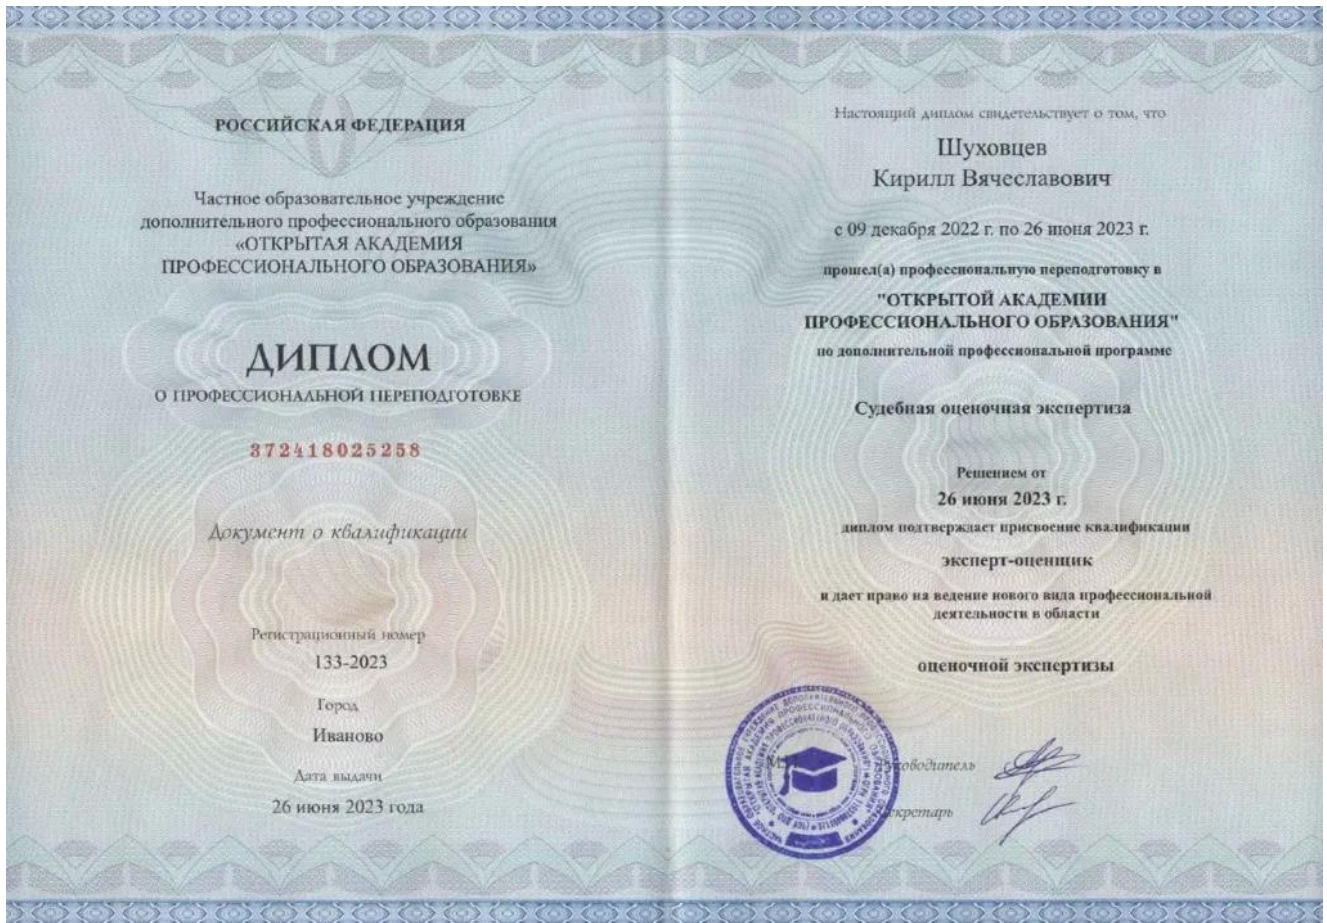 РОССИЙСКАЯ ФЕДЕРАЦИЯ
Частное образовательное учреждение
дополнительного профессионального образования
«ОТКРЫТАЯ АКАДЕМИЯ
ПРОФЕССИОНАЛЬНОГО ОБРАЗОВАНИЯ»
ДИПЛОМ
О ПРОФЕССИОНАЛЬНОЙ ПЕРЕПОДГОТОВКЕ
372418025258
Документ о квалификации
Регистрационный номер
133-2023
Город
Иваново
Дата выдачи
26 июня 2023 года
Настоящий диплом свидетельствует о том, что
Шуховцев
Кирилл Вячеславович
с 09 декабря 2022 г. по 26 июня 2023 г.
прошел(а) профессиональную переподготовку в
"ОТКРЫТОЙ АКАДЕМИИ
ПРОФЕССИОНАЛЬНОГО ОБРАЗОВАНИЯ"
по дополнительной профессиональной программе
Судебная оценочная экспертиза
Решением от
26 июня 2023 г.
диплом подтверждает присвоение квалификации
эксперт-оценщик
и дает право на ведение нового вида профессиональной
деятельности в области
оценочной экспертизы
Руководитель
Секретарь